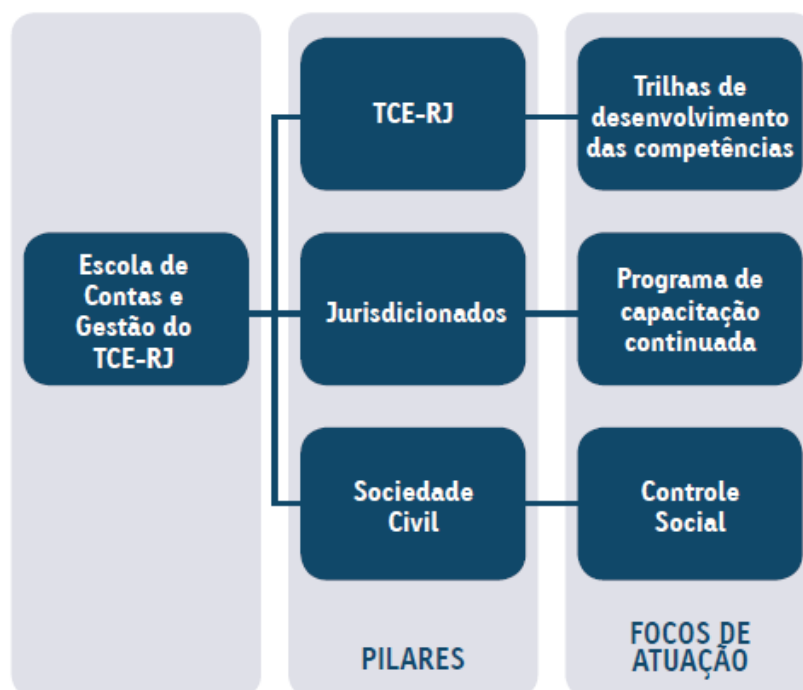 Escola de
Contas e
Gestão do
TCE-RJ
TCE-RJ
Jurisdicionados
Sociedade
Civil
PILARES
Trilhas de
desenvolvimento
das competências
Programa de
capacitação
continuada
Controle
Social
FOCOS DE
ATUAÇÃO